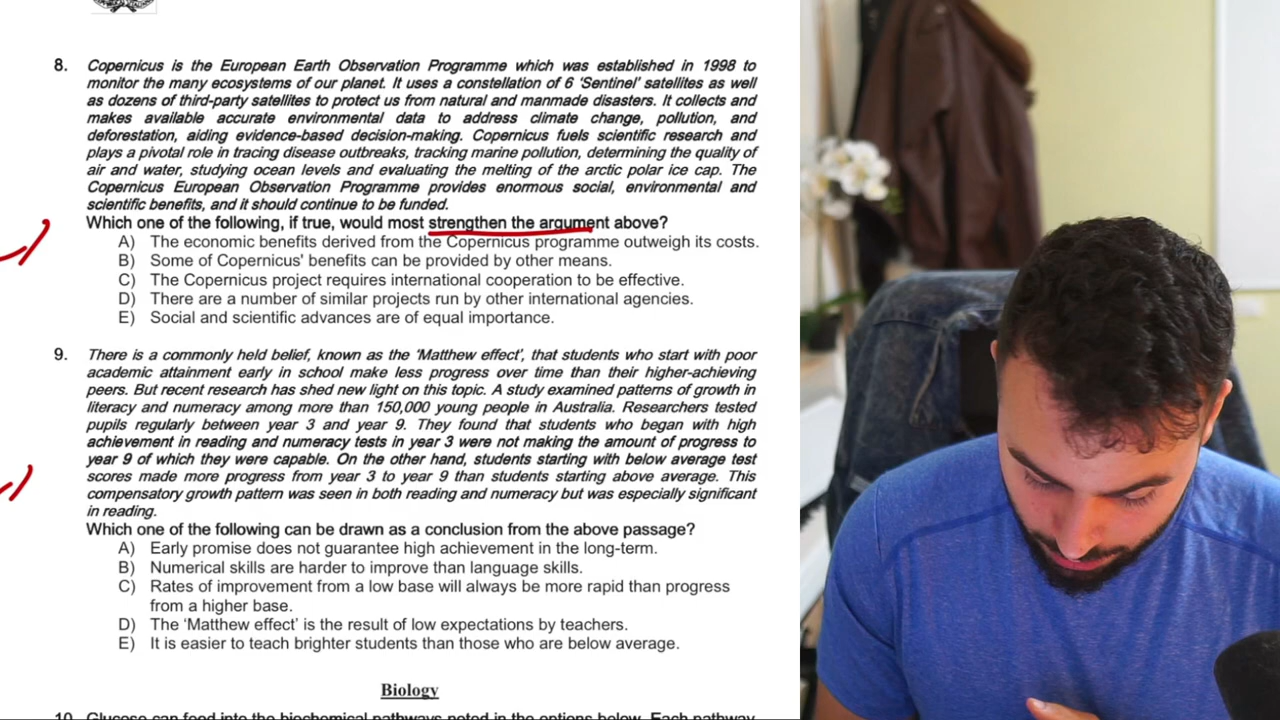 8. Copernicus is the European Earth Observation Programme which was established in 1998 to
monitor the many ecosystems of our planet. It uses a constellation of 6 'Sentinel' satellites as well
as dozens of third-party satellites to protect us from natural and manmade disasters. It collects and
makes available accurate environmental data to address climate change, pollution, and
deforestation, aiding evidence-based decision-making. Copernicus fuels scientific research and
plays a pivotal role in tracing disease outbreaks, tracking marine pollution, determining the quality of
air and water, studying ocean levels and evaluating the melting of the arctic polar ice cap. The
Copernicus European Observation Programme provides enormous social, environmental and
scientific benefits, and it should continue to be funded.
Which one of the following, if true, would most strengthen the argument above?
A) The economic benefits derived from the Copernicus programme outweigh its costs.
B) Some of Copernicus' benefits can be provided by other means.
C) The Copernicus project requires international cooperation to be effective.
D) There are a number of similar projects run by other international agencies.
E) Social and scientific advances are of equal importance.
9. There is a commonly held belief, known as the 'Matthew effect', that students who start with poor
academic attainment early in school make less progress over time than their higher-achieving
peers. But recent research has shed new light on this topic. A study examined patterns of growth in
literacy and numeracy among more than 150,000 young people in Australia. Researchers tested
pupils regularly between year 3 and year 9. They found that students who began with high
achievement in reading and numeracy tests in year 3 were not making the amount of progress to
year 9 of which they were capable. On the other hand, students starting with below average test
scores made more progress from year 3 to year 9 than students starting above average. This
compensatory growth pattern was seen in both reading and numeracy but was especially significant
in reading.
Which one of the following can be drawn as a conclusion from the above passage?
A) Early promise does not guarantee high achievement in the long-term.
B) Numerical skills are harder to improve than language skills.
C) Rates of improvement from a low base will always be more rapid than progress
from a higher base.
D) The 'Matthew effect' is the result of low expectations by teachers.
E) It is easier to teach brighter students than those who are below average.
Biology
10. Glucose can feed into the biochemical pathways noted in the options below. Each pathway